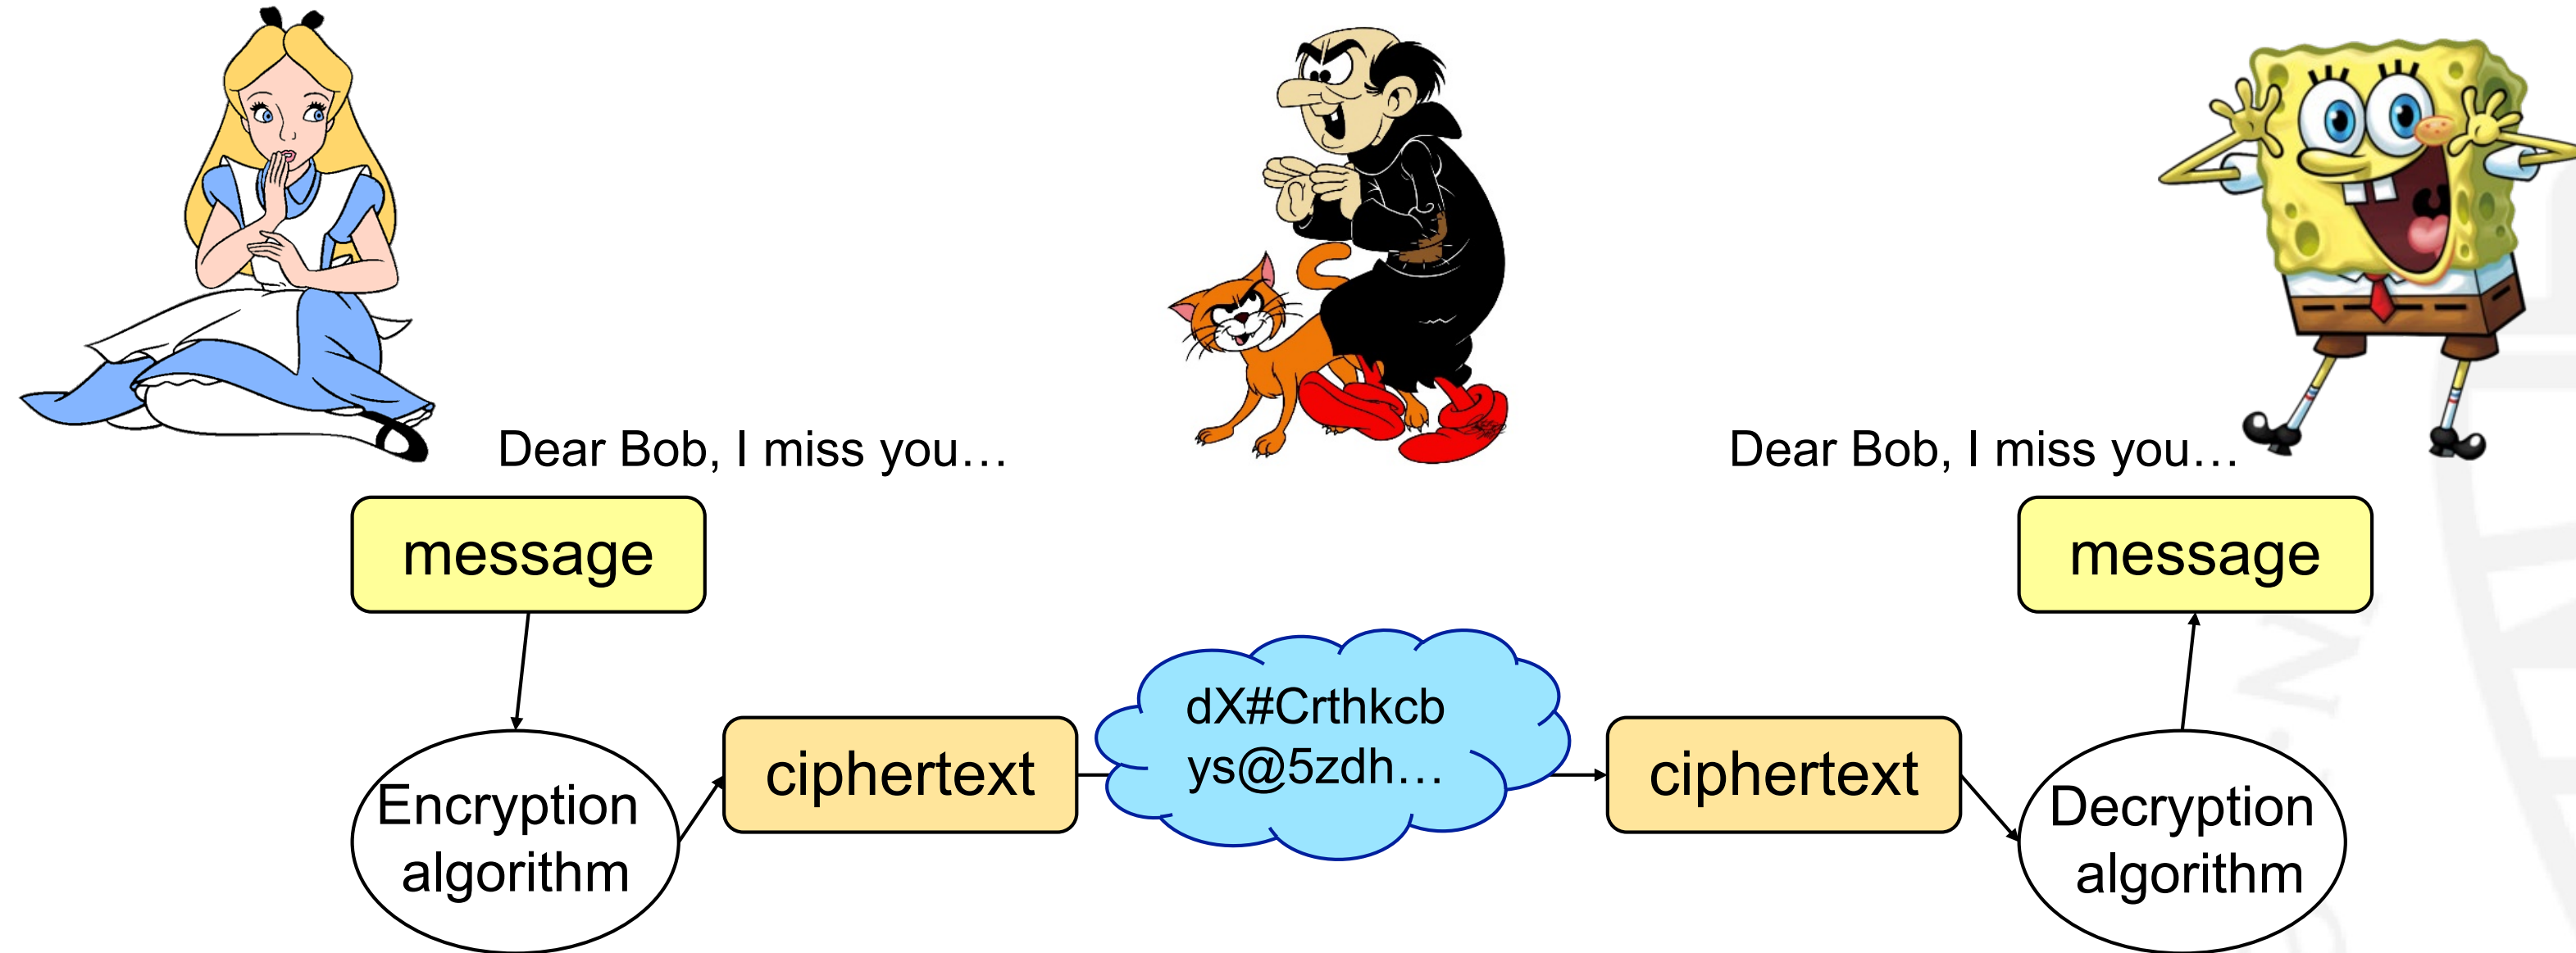 Dear Bob, I miss you…
Dear Bob, I miss you…
message
message
dX#Crthkcb
ys@5zdh…
ciphertext
ciphertext
Encryption
algorithm
Decryption
algorithm